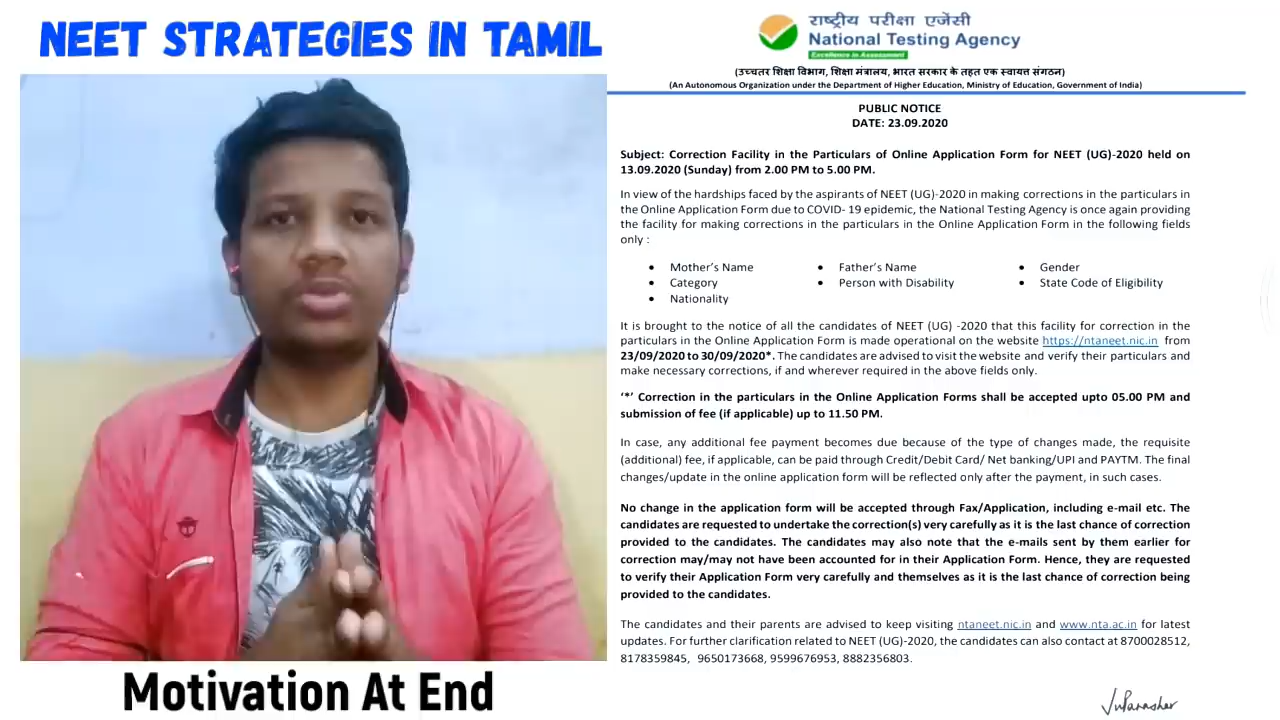 NEET STRATEGIES IN TAMIL
राष्ट्रीय परीक्षा एजेंसी
National Testing Agency
Excellence in Assessment
(उच्चतर शिक्षा विभाग, शिक्षा मंत्रालय, भारत सरकार के तहत एक स्वायत्त संगठन)
(An Autonomous Organization under the Department of Higher Education, Ministry of Education, Government of India)
PUBLIC NOTICE
DATE: 23.09.2020
Subject: Correction Facility in the Particulars of Online Application Form for NEET (UG)-2020 held on
13.09.2020 (Sunday) from 2.00 PM to 5.00 PM.
In view of the hardships faced by the aspirants of NEET (UG)-2020 in making corrections in the particulars in
the Online Application Form due to COVID- 19 epidemic, the National Testing Agency is once again providing
the facility for making corrections in the particulars in the Online Application Form in the following fields
only :
• Mother's Name • Father's Name • Gender
• Category • Person with Disability • State Code of Eligibility
• Nationality
It is brought to the notice of all the candidates of NEET (UG) -2020 that this facility for correction in the
particulars in the Online Application Form is made operational on the website https://ntaneet.nic.in from
23/09/2020 to 30/09/2020*. The candidates are advised to visit the website and verify their particulars and
make necessary corrections, if and wherever required in the above fields only.
'*' Correction in the particulars in the Online Application Forms shall be accepted upto 05.00 PM and
submission of fee (if applicable) up to 11.50 PM.
In case, any additional fee payment becomes due because of the type of changes made, the requisite
(additional) fee, if applicable, can be paid through Credit/Debit Card/ Net banking/UPI and PAYTM. The final
changes/update in the online application form will be reflected only after the payment, in such cases.
No change in the application form will be accepted through Fax/Application, including e-mail etc. The
candidates are requested to undertake the correction(s) very carefully as it is the last chance of correction
provided to the candidates. The candidates may also note that the e-mails sent by them earlier for
correction may/may not have been accounted for in their Application Form. Hence, they are requested
to verify their Application Form very carefully and themselves as it is the last chance of correction being
provided to the candidates.
The candidates and their parents are advised to keep visiting ntaneet.nic.in and www.nta.ac.in for latest
updates. For further clarification related to NEET (UG)-2020, the candidates can also contact at 8700028512,
8178359845, 9650173668, 9599676953, 8882356803.
Motivation At End